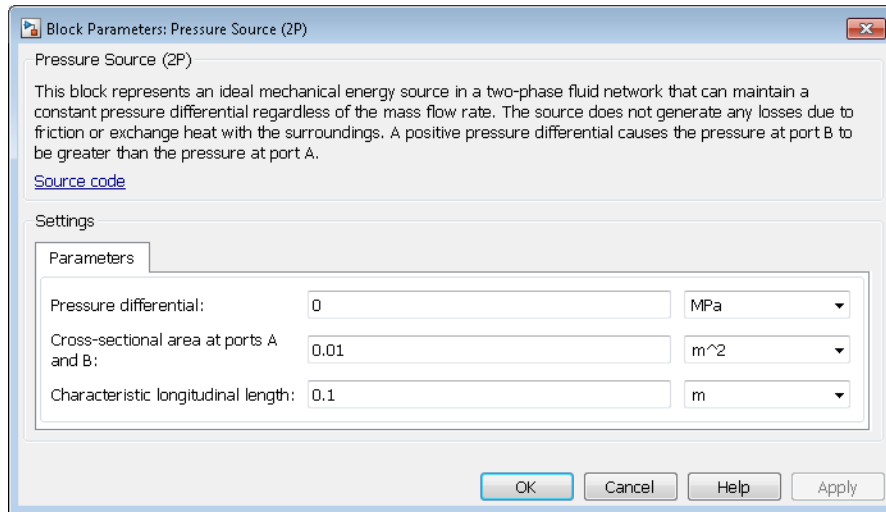 Block Parameters: Pressure Source (2P)
Pressure Source (2P)
This block represents an ideal mechanical energy source in a two-phase fluid network that can maintain a
constant pressure differential regardless of the mass flow rate. The source does not generate any losses due to
friction or exchange heat with the surroundings. A positive pressure differential causes the pressure at port B to
be greater than the pressure at port A.
Source code
Settings
Parameters
Pressure differential: 0 MPa
Cross-sectional area at ports A
and B: 0.01 m^2
Characteristic longitudinal length: 0.1 m
OK Cancel Help Apply